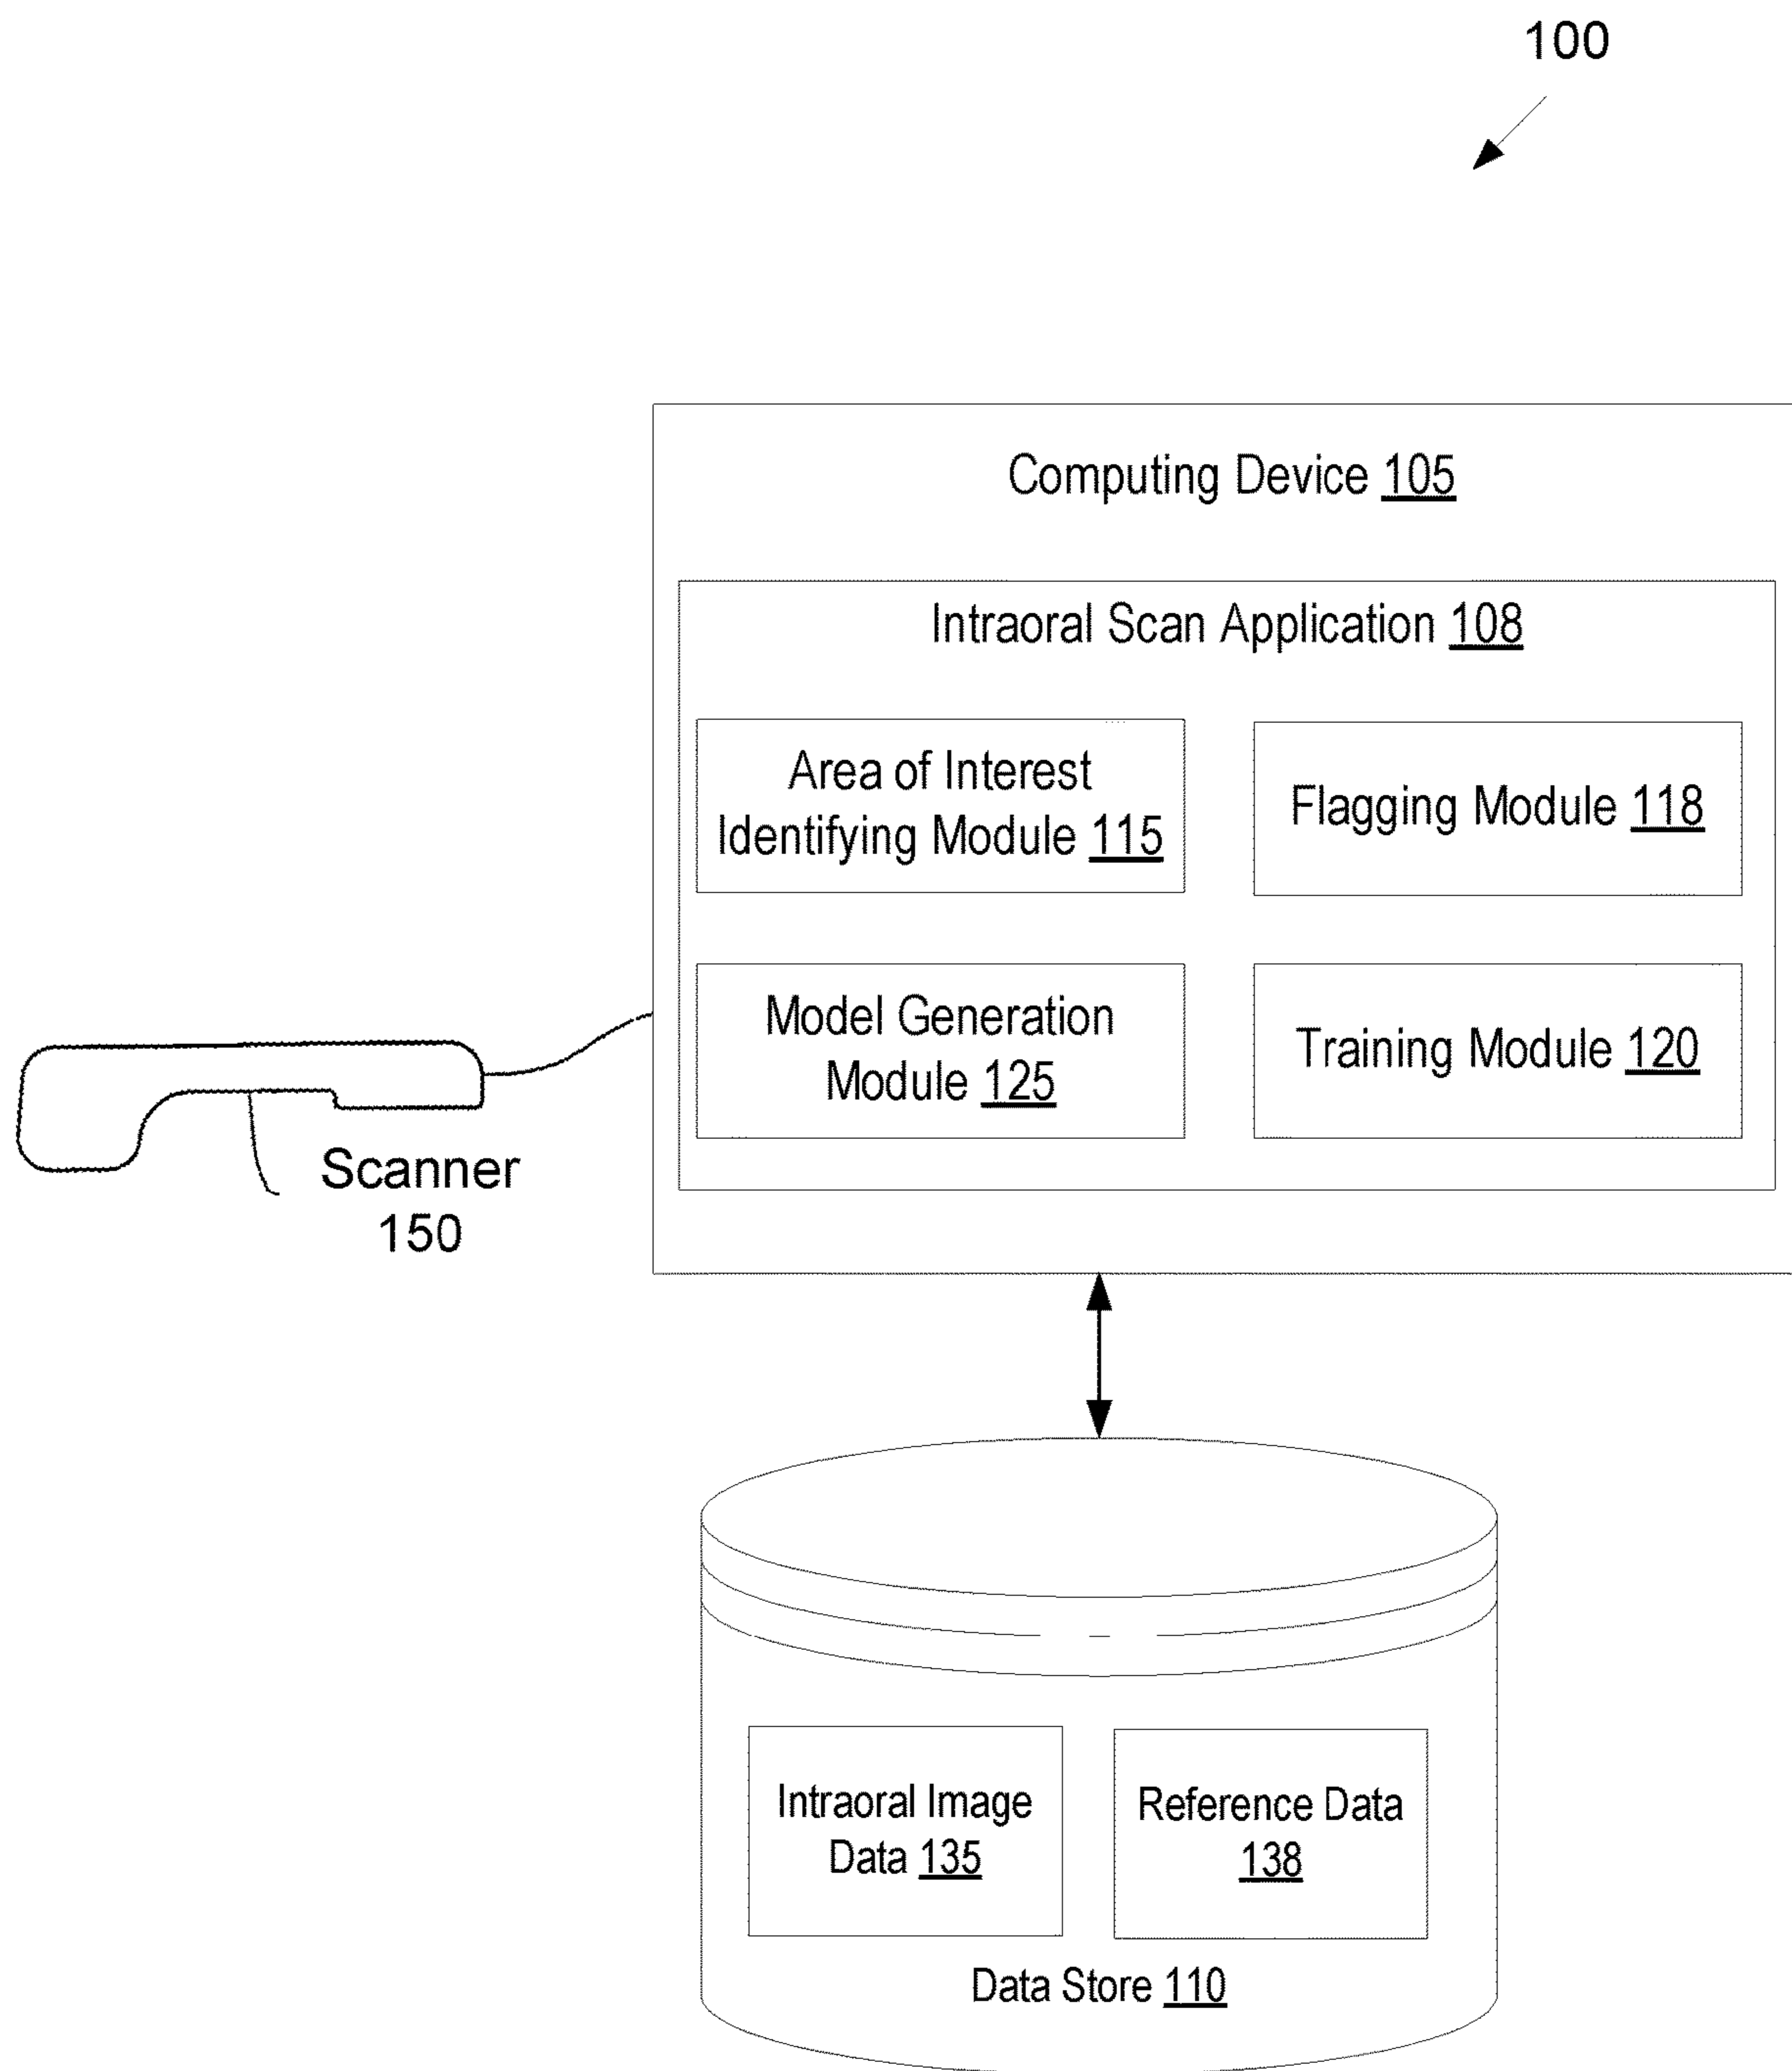 100
Computing Device 105
Intraoral Scan Application 108
Area of Interest
Identifying Module 115
Flagging Module 118
Model Generation
Module 125
Training Module 120
Scanner
150
Intraoral Image
Data 135
Reference Data
138
Data Store 110